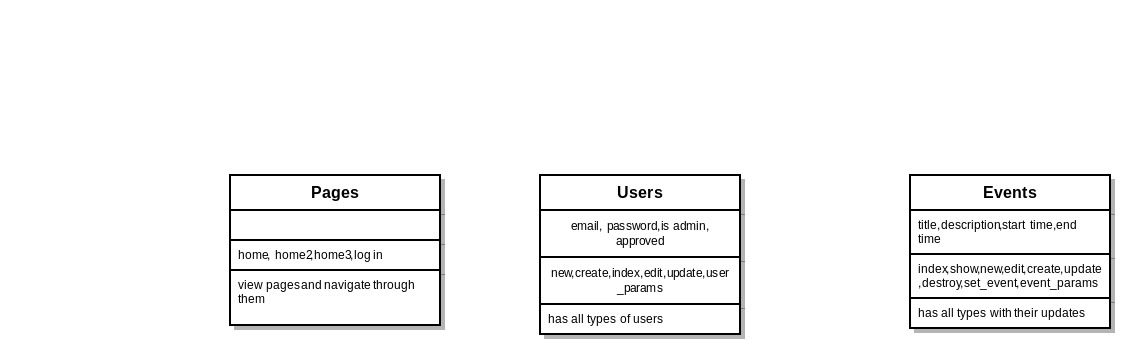 Pages
home, home2,home3,log in
view pages and navigate through
them
Users
email, password,is admin,
approved
new,create,index,edit,update,user
_params
has all types of users
Events
title,description,start time,end
time
index,show,new,edit,create,update
,destroy,set_event,event_params
has all types with their updates